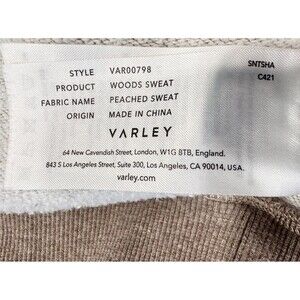 STYLE VAR00798
PRODUCT WOODS SWEAT
FABRIC NAME PEACHED SWEAT
ORIGIN MADE IN CHINA
SNTSHA
C421
VARLEY
64 New Cavendish Street, London, W1G 8TB, England.
843 S Los Angeles Street, Suite 300, Los Angeles, CA 90014, USA.
varley.com